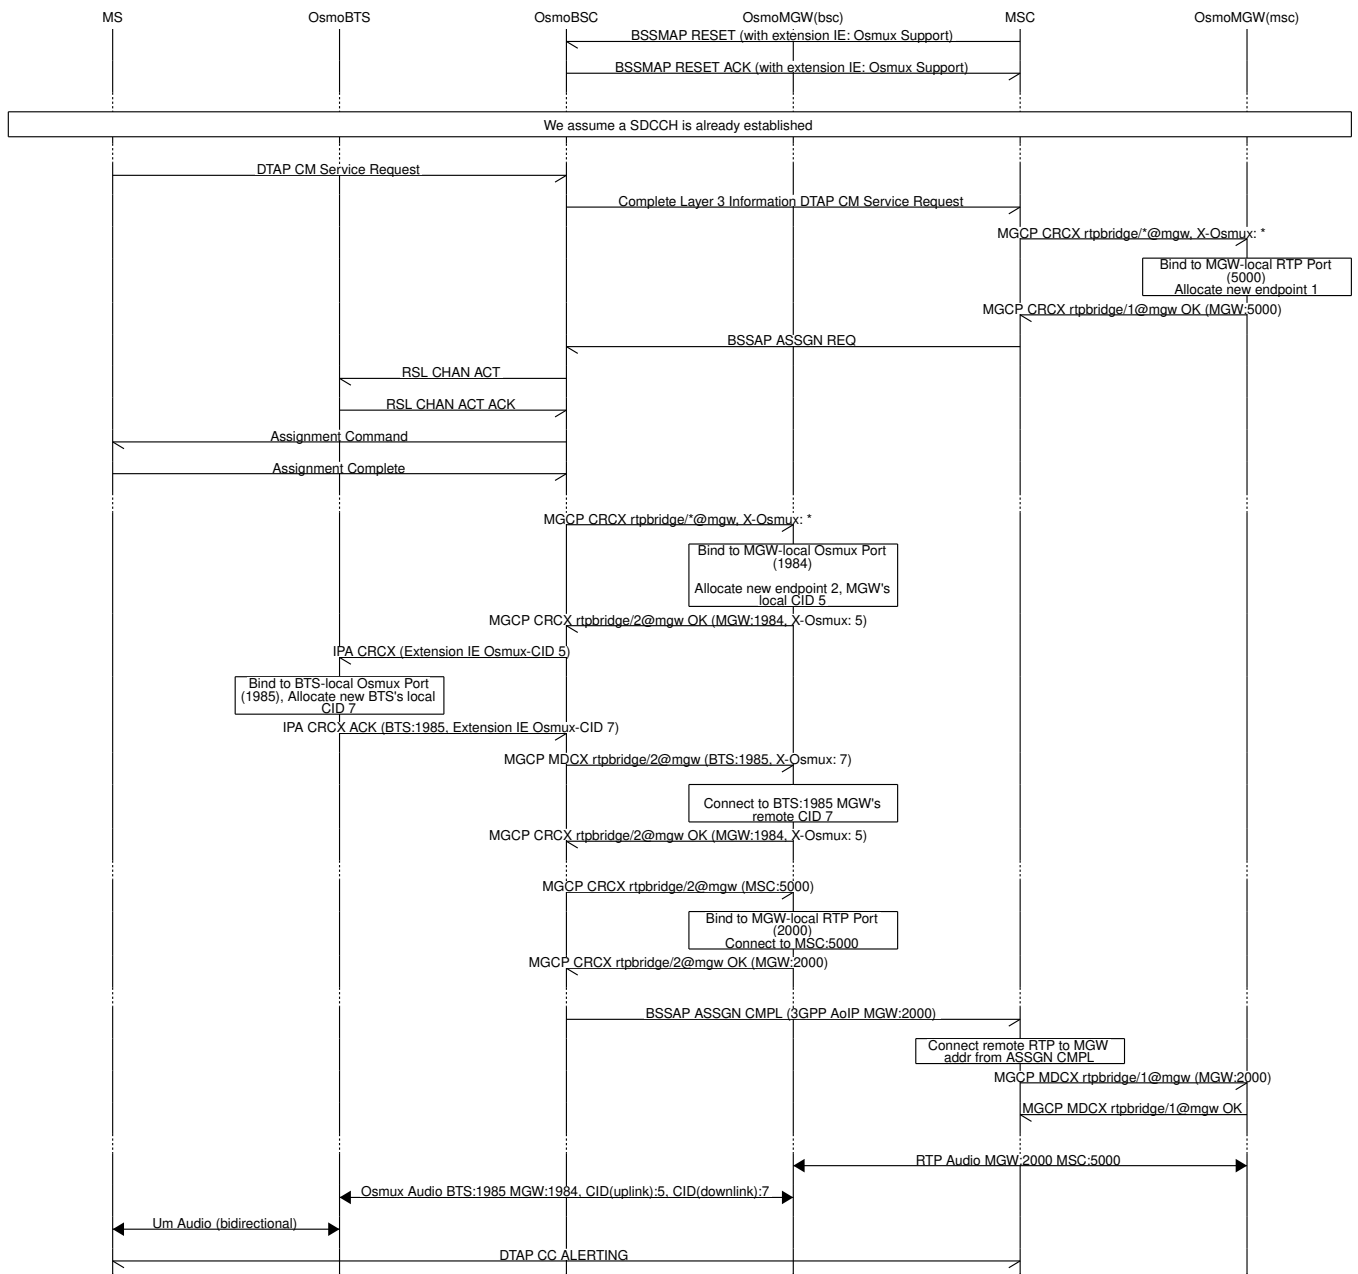 MS OsmoBTS OsmoBSC OsmoMGW(bsc) MSC OsmoMGW(msc)
BSSMAP RESET (with extension IE: Osmux Support)
BSSMAP RESET ACK (with extension IE: Osmux Support)
We assume a SDCCH is already established
DTAP CM Service Request
Complete Layer 3 Information DTAP CM Service Request
MGCP CRCX rtpbridge/*@mgw, X-Osmux: *
Bind to MGW-local RTP Port
(5000)
Allocate new endpoint 1
MGCP CRCX rtpbridge/1@mgw OK (MGW:5000)
BSSAP ASSGN REQ
RSL CHAN ACT
RSL CHAN ACT ACK
Assignment Command
Assignment Complete
MGCP CRCX rtpbridge/*@mgw, X-Osmux: *
Bind to MGW-local Osmux Port
(1984)
Allocate new endpoint 2, MGW's
local CID 5
MGCP CRCX rtpbridge/2@mgw OK (MGW:1984, X-Osmux: 5)
IPA CRCX (Extension IE Osmux-CID 5)
Bind to BTS-local Osmux Port
(1985), Allocate new BTS's local
CID 7
IPA CRCX ACK (BTS:1985, Extension IE Osmux-CID 7)
MGCP MDCX rtpbridge/2@mgw (BTS:1985, X-Osmux: 7)
Connect to BTS:1985 MGW's
remote CID 7
MGCP CRCX rtpbridge/2@mgw OK (MGW:1984, X-Osmux: 5)
MGCP CRCX rtpbridge/2@mgw (MSC:5000)
Bind to MGW-local RTP Port
(2000)
Connect to MSC:5000
MGCP CRCX rtpbridge/2@mgw OK (MGW:2000)
BSSAP ASSGN CMPL (3GPP AoIP MGW:2000)
Connect remote RTP to MGW
addr from ASSGN CMPL
MGCP MDCX rtpbridge/1@mgw (MGW:2000)
MGCP MDCX rtpbridge/1@mgw OK
RTP Audio MGW:2000 MSC:5000
Osmux Audio BTS:1985 MGW:1984, CID(uplink):5, CID(downlink):7
Um Audio (bidirectional)
DTAP CC ALERTING